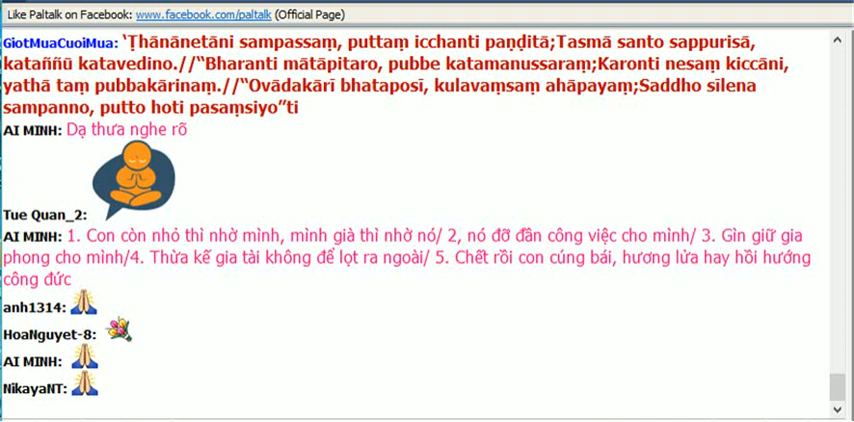 Like Paltalk on Facebook: www.facebook.com/paltalk (Official Page)
GiotMuaCuoiMua: ‘Ṭhānānetāni sampassaṃ, puttaṃ icchanti paṇḍitā;Tasmā santo sappurisā,
kataññū katavedino.//“Bharanti mātāpitaro, pubbe katamanussaraṃ;Karonti nesaṃ kiccāni,
yathā taṃ pubbakārinaṃ.//“Ovādakārī bhataposī, kulavaṃsaṃ ahāpayaṃ;Saddho sīlena
sampanno, putto hoti pasaṃsiyo”ti
AI MINH: Dạ thưa nghe rõ
Tue Quan_2:
AI MINH: 1. Con còn nhỏ thì nhờ mình, mình già thì nhờ nó/ 2, nó đỡ đần công việc cho mình/ 3. Gìn giữ gia
phong cho mình/4. Thừa kế gia tài không để lọt ra ngoài/ 5. Chết rồi con cúng bái, hương lửa hay hồi hướng
công đức
anh1314:
HoaNguyet-8:
AI MINH:
NikayaNT: